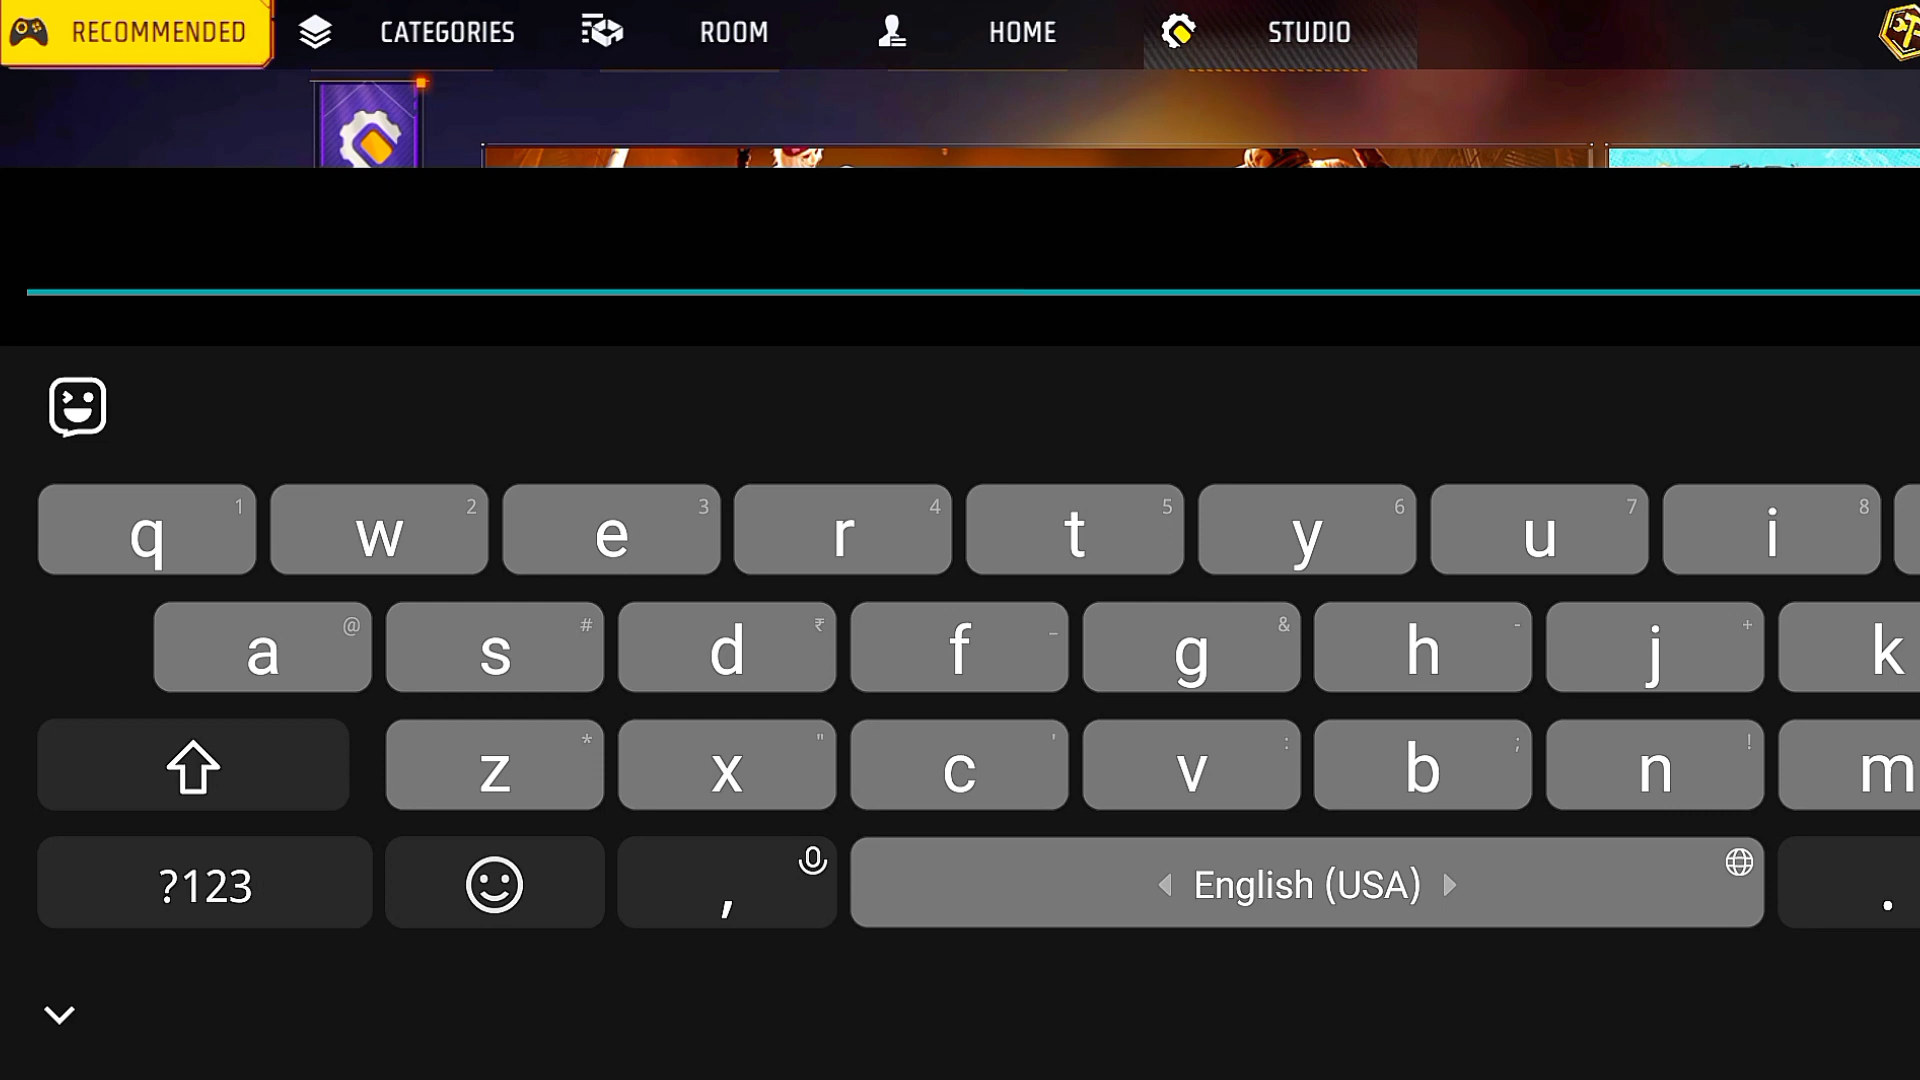 RECOMMENDED CATEGORIES ROOM HOME STUDIO
q 1 w 2 e 3 r 4 t 5 y 6 u 7 i 8
a @ s # d ₹ f _ g & h - j + k
z * x " c ' v : b ; n ! m
?123 , English (USA) .